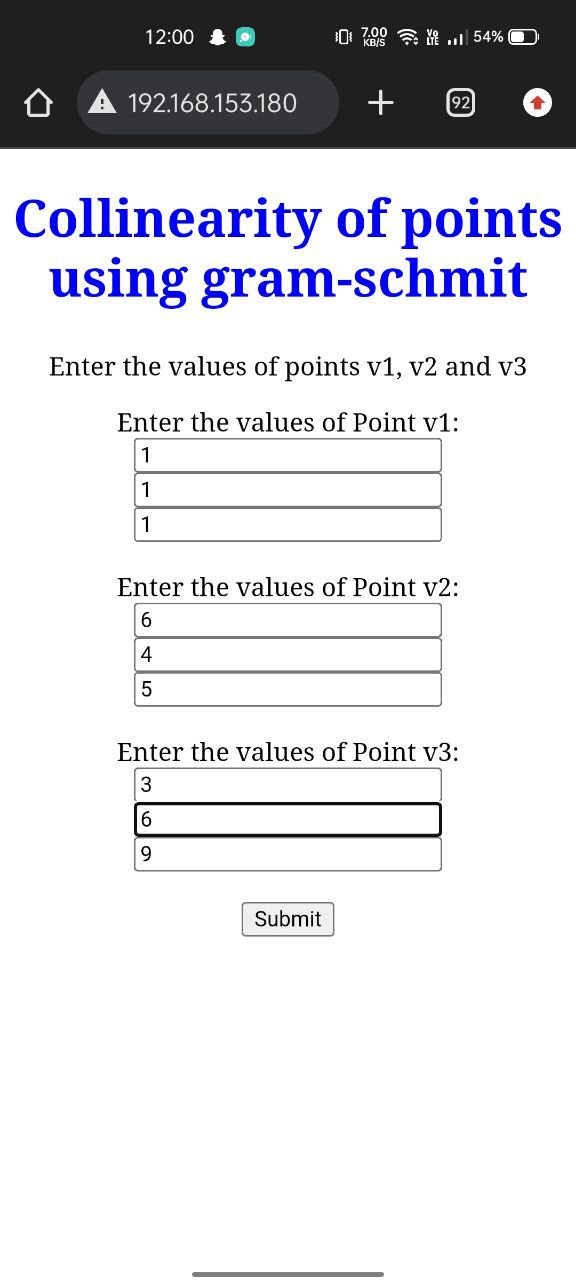 12:00
7.00 KB/S
Vo LTE
54%
192.168.153.180
92
Collinearity of points
using gram-schmit
Enter the values of points v1, v2 and v3
Enter the values of Point v1:
1
1
1
Enter the values of Point v2:
6
4
5
Enter the values of Point v3:
3
6
9
Submit